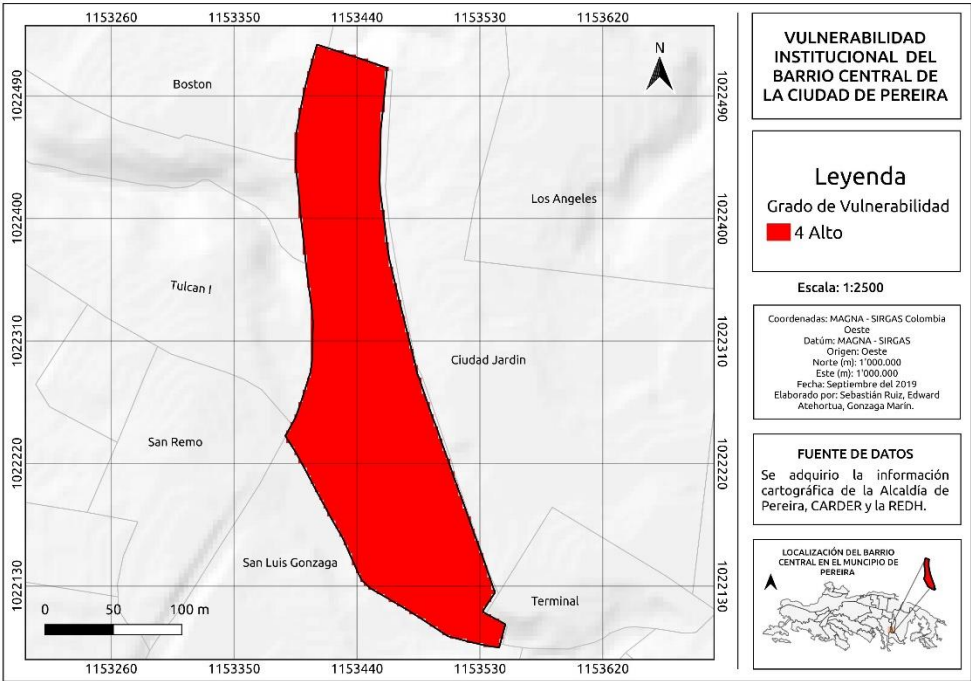 1153260 1153350 1153440 1153530 1153620
VULNERABILIDAD
INSTITUCIONAL DEL
BARRIO CENTRAL DE
LA CIUDAD DE PEREIRA
N
Boston
1022490
1022490
Los Angeles
1022400
1022400
Tulcan I
1022310
1022310
Ciudad Jardin
San Remo
1022220
1022220
San Luis Gonzaga
1022130
1022130
Terminal
0 50 100 m
1153260 1153350 1153440 1153530 1153620
Leyenda
Grado de Vulnerabilidad
4 Alto
Escala: 1:2500
Coordenadas: MAGNA - SIRGAS Colombia
Oeste
Datúm: MAGNA - SIRGAS
Origen: Oeste
Norte (m): 1'000.000
Este (m): 1'000.000
Fecha: Septiembre del 2019
Elaborado por: Sebastián Ruiz, Edward
Atehortua, Gonzaga Marín.
FUENTE DE DATOS
Se adquirio la información
cartográfica de la Alcaldía de
Pereira, CARDER y la REDH.
LOCALIZACIÓN DEL BARRIO
CENTRAL EN EL MUNCIPIO DE
PEREIRA